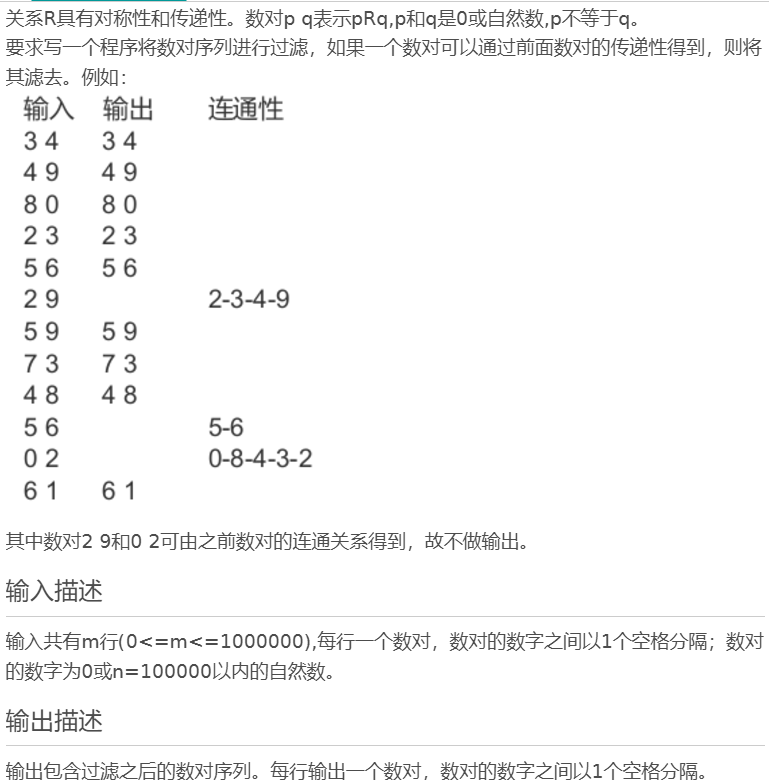 关系R具有对称性和传递性。数对p q表示pRq,p和q是0或自然数,p不等于q。
要求写一个程序将数对序列进行过滤，如果一个数对可以通过前面数对的传递性得到，则将
其滤去。例如：
输入 输出 连通性
3 4 3 4
4 9 4 9
8 0 8 0
2 3 2 3
5 6 5 6
2 9 2-3-4-9
5 9 5 9
7 3 7 3
4 8 4 8
5 6 5-6
0 2 0-8-4-3-2
6 1 6 1
其中数对2 9和0 2可由之前数对的连通关系得到，故不做输出。
输入描述
输入共有m行(0<=m<=1000000),每行一个数对，数对的数字之间以1个空格分隔；数对
的数字为0或n=100000以内的自然数。
输出描述
输出包含过滤之后的数对序列。每行输出一个数对，数对的数字之间以1个空格分隔。